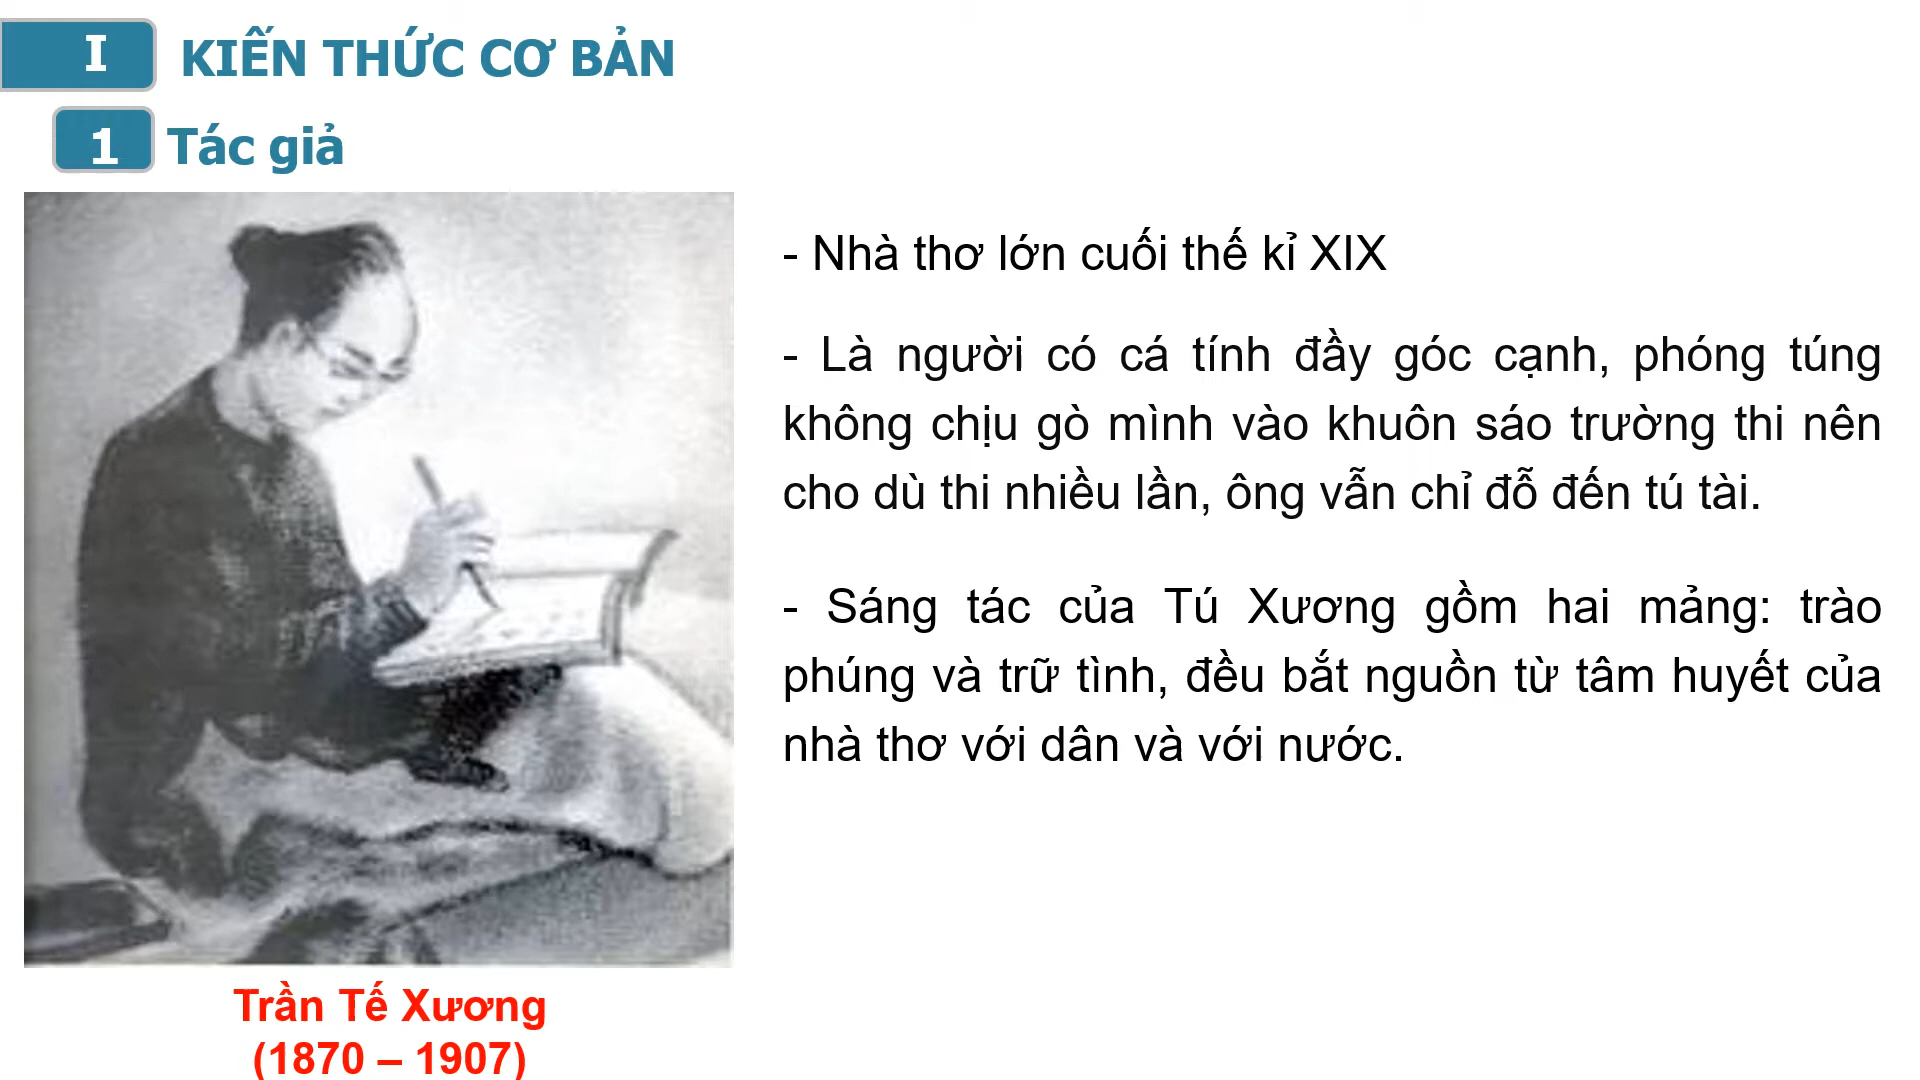 I KIẾN THỨC CƠ BẢN
1 Tác giả
- Nhà thơ lớn cuối thế kỉ XIX
- Là người có cá tính đầy góc cạnh, phóng túng
không chịu gò mình vào khuôn sáo trường thi nên
cho dù thi nhiều lần, ông vẫn chỉ đỗ đến tú tài.
- Sáng tác của Tú Xương gồm hai mảng: trào
phúng và trữ tình, đều bắt nguồn từ tâm huyết của
nhà thơ với dân và với nước.
Trần Tế Xương
(1870 – 1907)